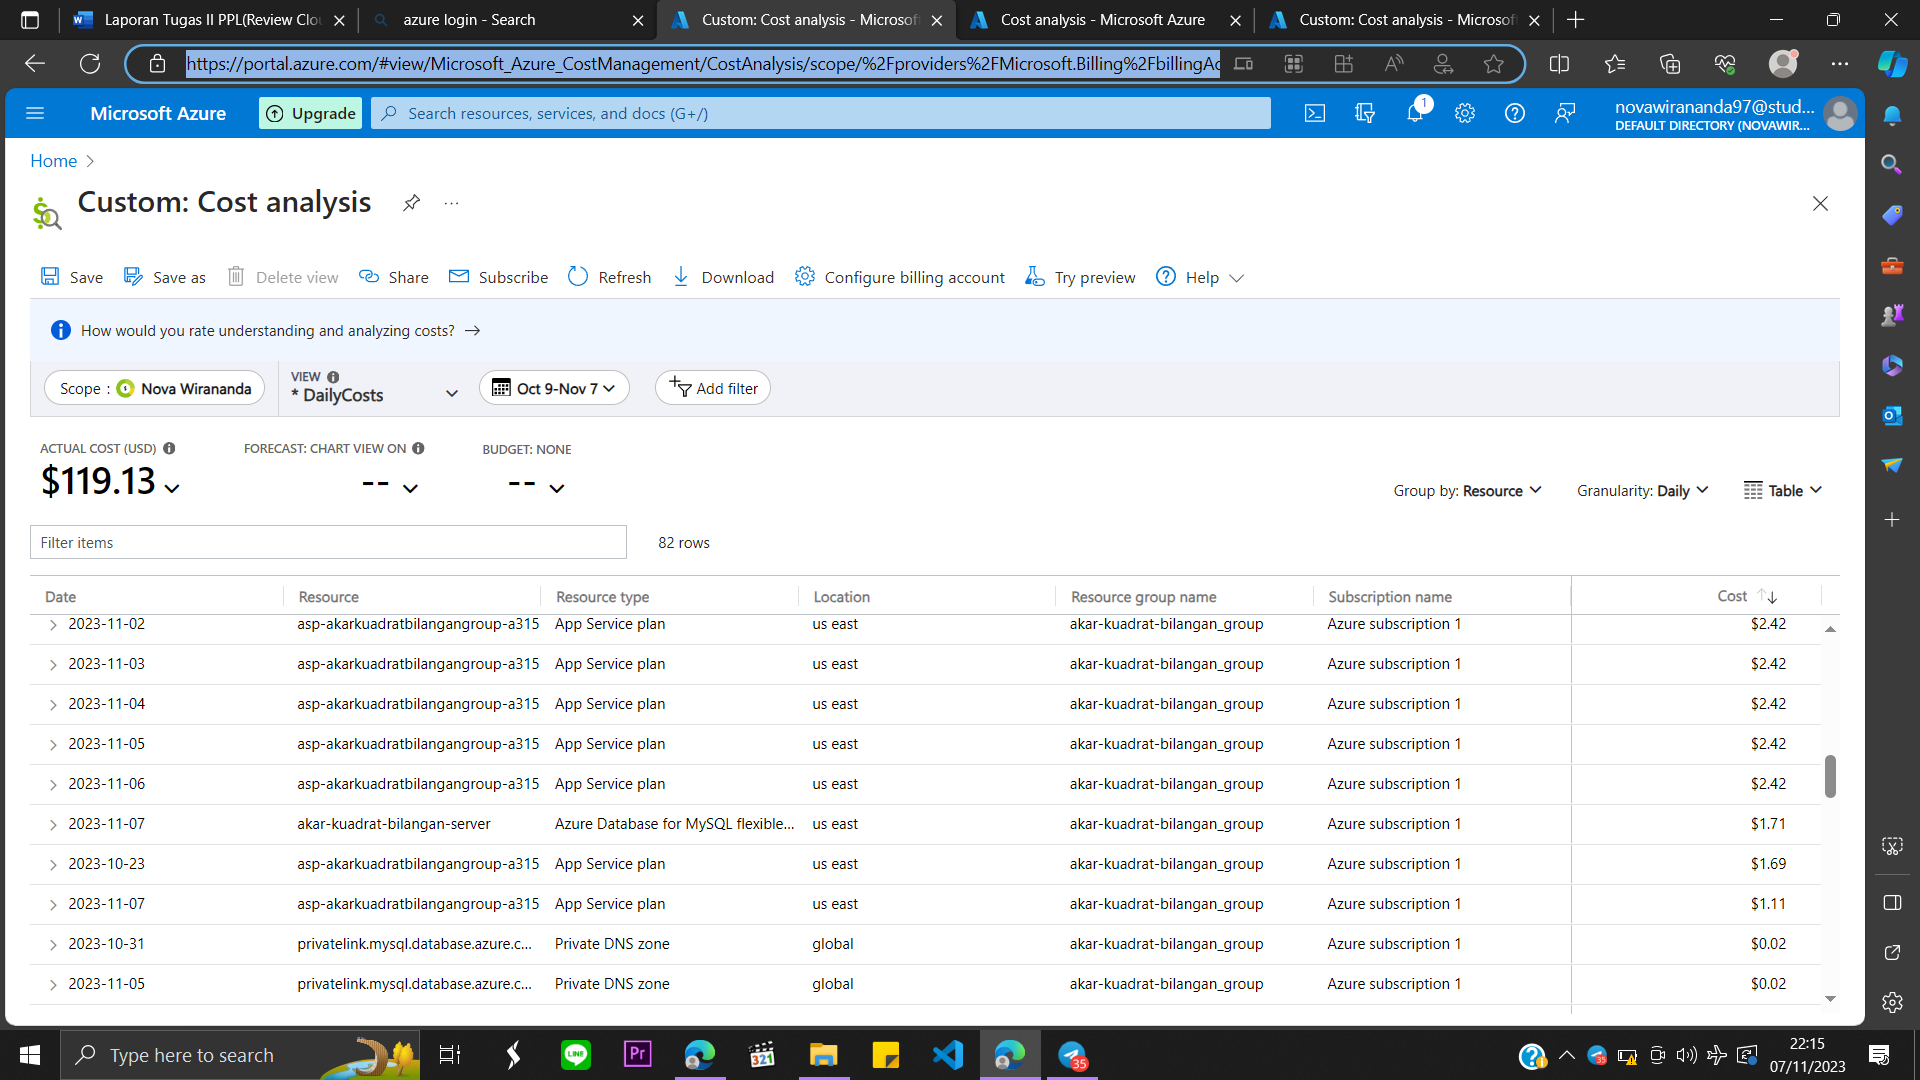 Laporan Tugas II PPL(Review Clou
azure login - Search
Custom: Cost analysis - Microsof
Cost analysis - Microsoft Azure
Custom: Cost analysis - Microsof
https://portal.azure.com/#view/Microsoft_Azure_CostManagement/CostAnalysis/scope/%2Fproviders%2FMicrosoft.Billing%2FbillingAc
Microsoft Azure
Upgrade
Search resources, services, and docs (G+/)
1
novawirananda97@stud...
DEFAULT DIRECTORY (NOVAWIR...
Home
Custom: Cost analysis
Save
Save as
Delete view
Share
Subscribe
Refresh
Download
Configure billing account
Try preview
Help
How would you rate understanding and analyzing costs?
Scope : Nova Wirananda
VIEW
* DailyCosts
Oct 9-Nov 7
Add filter
ACTUAL COST (USD)
$119.13
FORECAST: CHART VIEW ON
--
BUDGET: NONE
--
Group by: Resource
Granularity: Daily
Table
Filter items
82 rows
Date Resource Resource type Location Resource group name Subscription name Cost
2023-11-02 asp-akarkuadratbilangangroup-a315 App Service plan us east akar-kuadrat-bilangan_group Azure subscription 1 $2.42
2023-11-03 asp-akarkuadratbilangangroup-a315 App Service plan us east akar-kuadrat-bilangan_group Azure subscription 1 $2.42
2023-11-04 asp-akarkuadratbilangangroup-a315 App Service plan us east akar-kuadrat-bilangan_group Azure subscription 1 $2.42
2023-11-05 asp-akarkuadratbilangangroup-a315 App Service plan us east akar-kuadrat-bilangan_group Azure subscription 1 $2.42
2023-11-06 asp-akarkuadratbilangangroup-a315 App Service plan us east akar-kuadrat-bilangan_group Azure subscription 1 $2.42
2023-11-07 akar-kuadrat-bilangan-server Azure Database for MySQL flexible... us east akar-kuadrat-bilangan_group Azure subscription 1 $1.71
2023-10-23 asp-akarkuadratbilangangroup-a315 App Service plan us east akar-kuadrat-bilangan_group Azure subscription 1 $1.69
2023-11-07 asp-akarkuadratbilangangroup-a315 App Service plan us east akar-kuadrat-bilangan_group Azure subscription 1 $1.11
2023-10-31 privatelink.mysql.database.azure.c... Private DNS zone global akar-kuadrat-bilangan_group Azure subscription 1 $0.02
2023-11-05 privatelink.mysql.database.azure.c... Private DNS zone global akar-kuadrat-bilangan_group Azure subscription 1 $0.02
Type here to search
LINE
Pr
321
35
35
22:15
07/11/2023